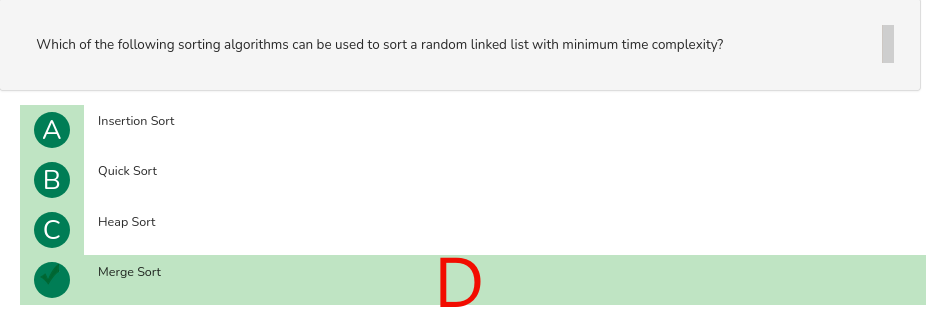 Which of the following sorting algorithms can be used to sort a random linked list with minimum time complexity?
A Insertion Sort
B Quick Sort
C Heap Sort
Merge Sort D